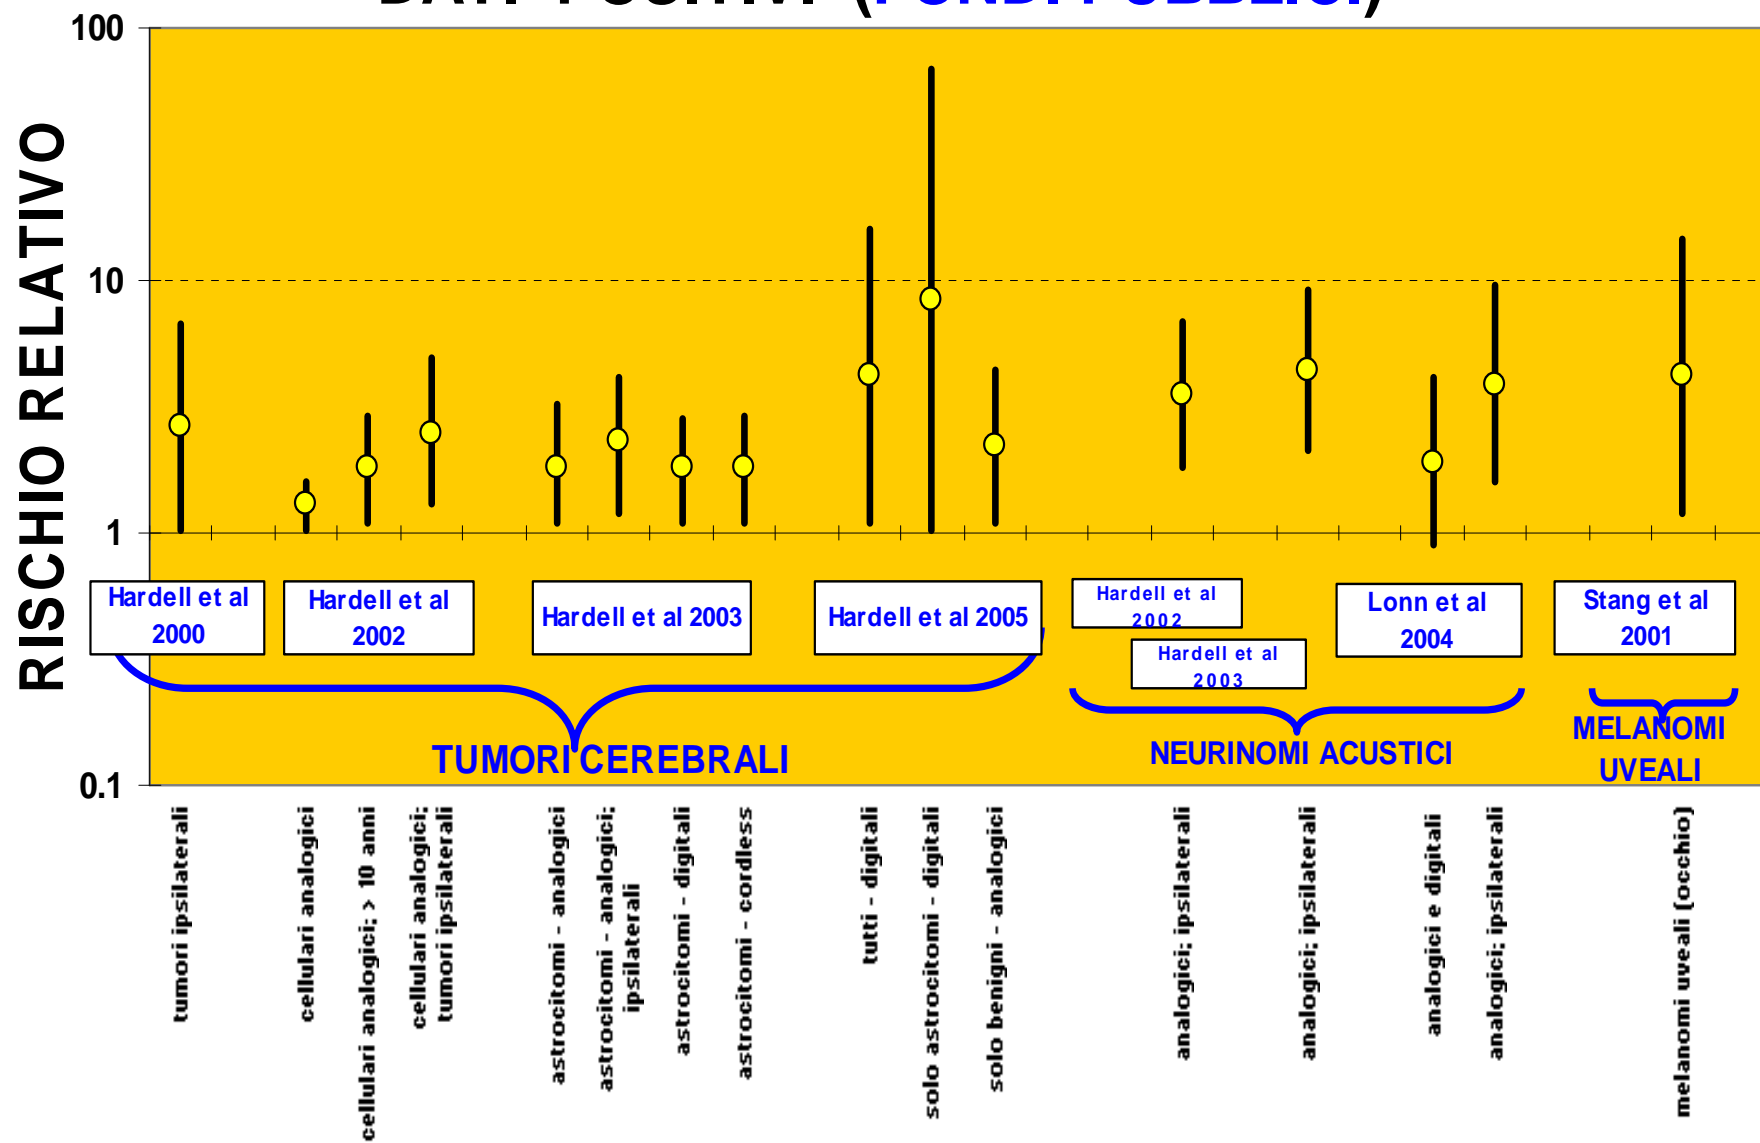 DATI POSITIVI (FONDI PUBBLICI)
100
10
1
0.1
RISCHIO RELATIVO
Hardell et al
2000
Hardell et al
2002
Hardell et al 2003
Hardell et al 2005
Hardell et al
2002
Hardell et al
2003
Lonn et al
2004
Stang et al
2001
TUMORI CEREBRALI
NEURINOMI ACUSTICI
MELANOMI
UVEALI
tumori ipsilaterali
cellulari analogici
cellulari analogici; > 10 anni
cellulari analogici;
tumori ipsilaterali
astrocitomi - analogici
astrocitomi - analogici;
ipsilaterali
astrocitomi - digitali
astrocitomi - cordless
tutti - digitali
solo astrocitomi - digitali
solo benigni - analogici
analogici; ipsilaterali
analogici; ipsilaterali
analogici e digitali
analogici; ipsilaterali
melanomi uveali (occhio)